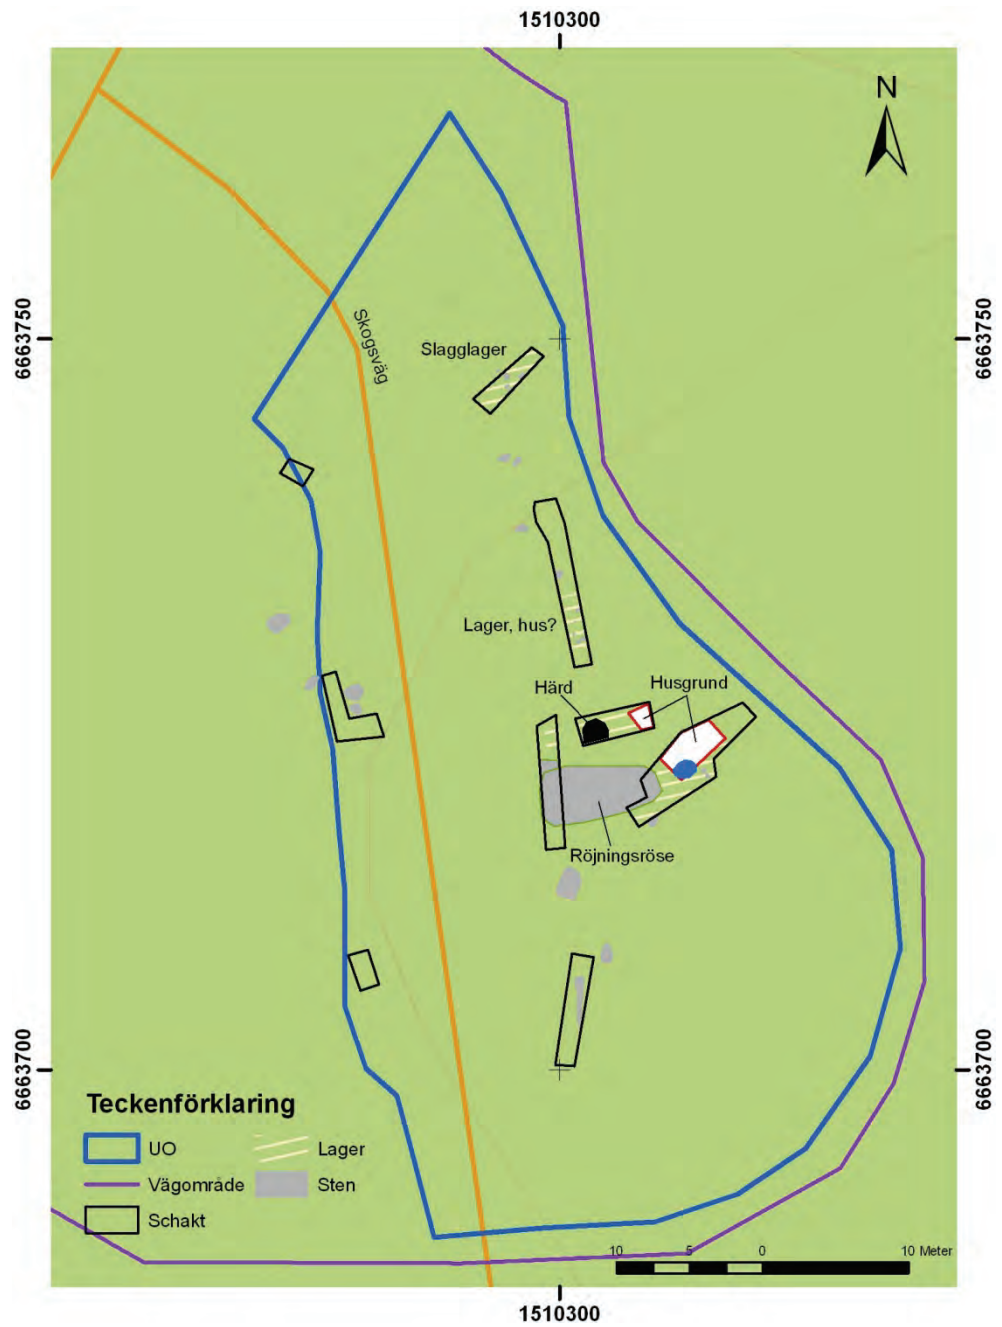 1510300
N
6663750
6663750
Skogsväg
Slagglager
Lager, hus?
Härd
Husgrund
Röjningsröse
6663700
6663700
Teckenförklaring
UO
Lager
Vägområde
Sten
Schakt
10 5 0 10 Meter
1510300